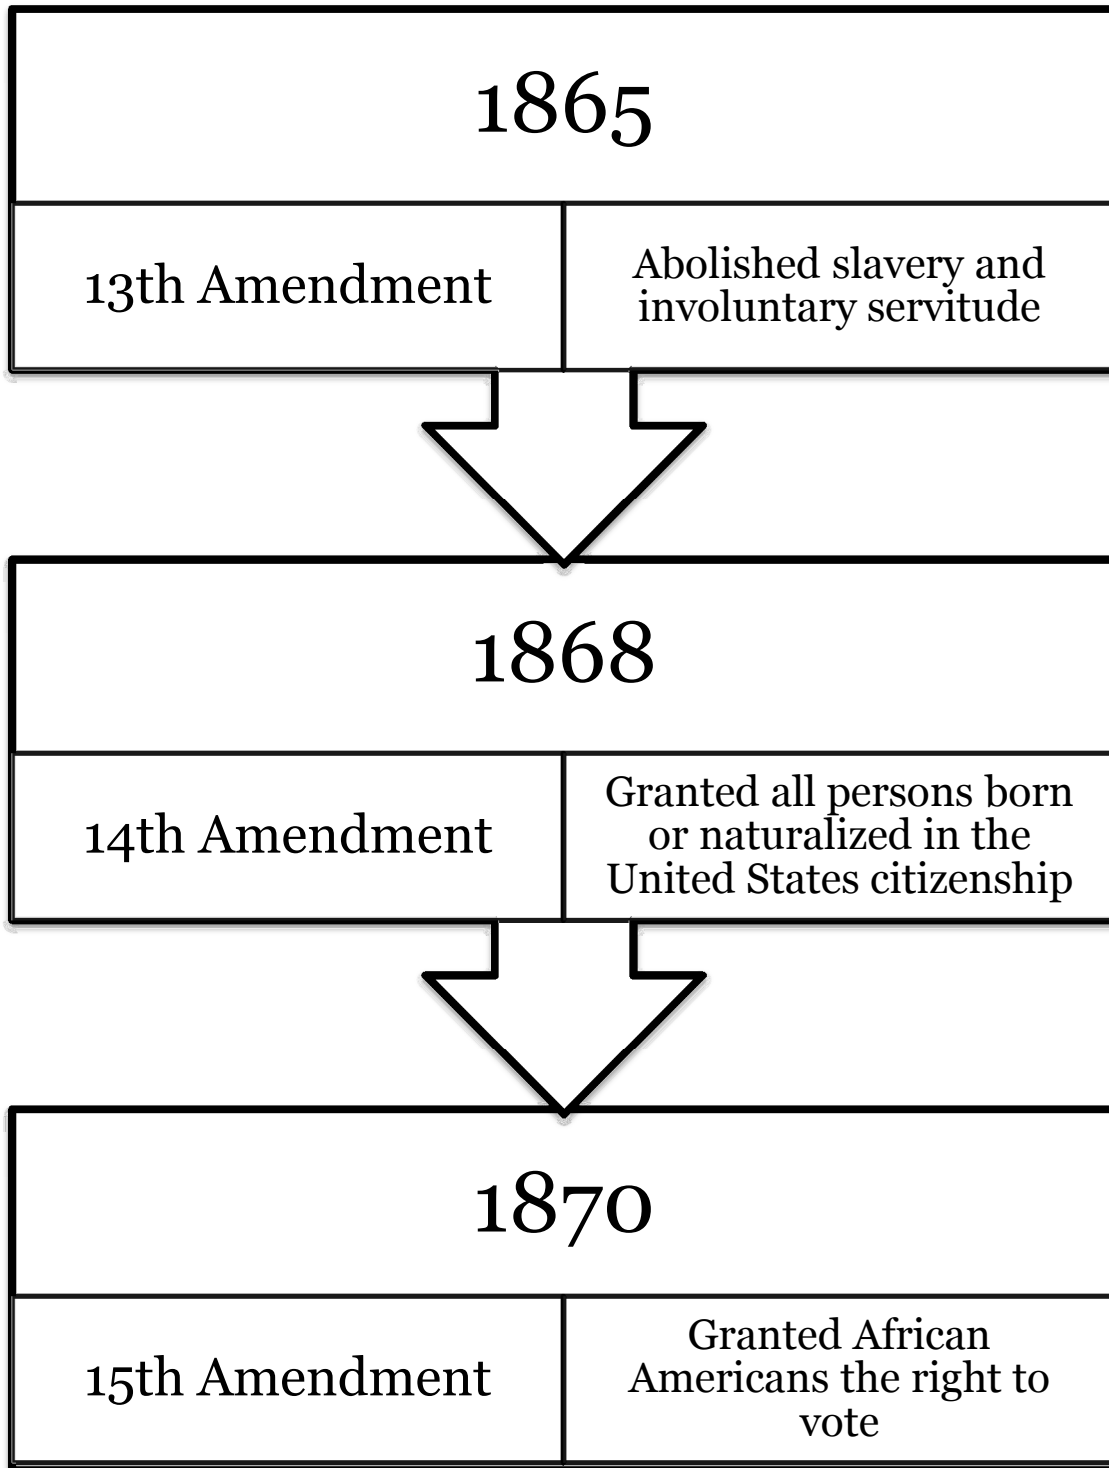 1865
13th Amendment
Abolished slavery and
involuntary servitude
1868
14th Amendment
Granted all persons born
or naturalized in the
United States citizenship
1870
15th Amendment
Granted African
Americans the right to
vote